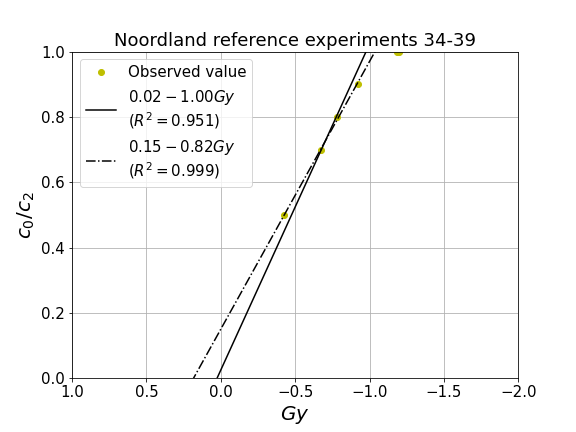 Noordland reference experiments 34-39
Observed value
0.02 − 1.00Gy
(R² = 0.951)
0.15 − 0.82Gy
(R² = 0.999)
c₀/c₂
1.0
0.8
0.6
0.4
0.2
0.0
1.0 0.5 0.0 −0.5 −1.0 −1.5 −2.0
Gy